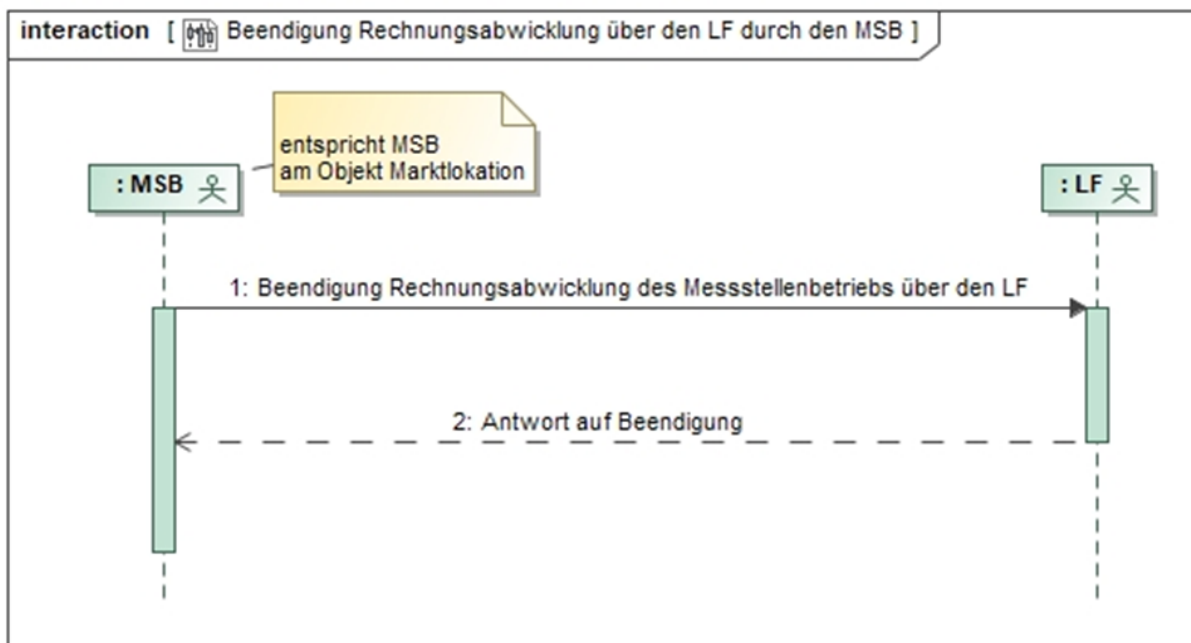 interaction [ Beendigung Rechnungsabwicklung über den LF durch den MSB ]
entspricht MSB
am Objekt Marktlokation
: MSB
: LF
1: Beendigung Rechnungsabwicklung des Messstellenbetriebs über den LF
2: Antwort auf Beendigung